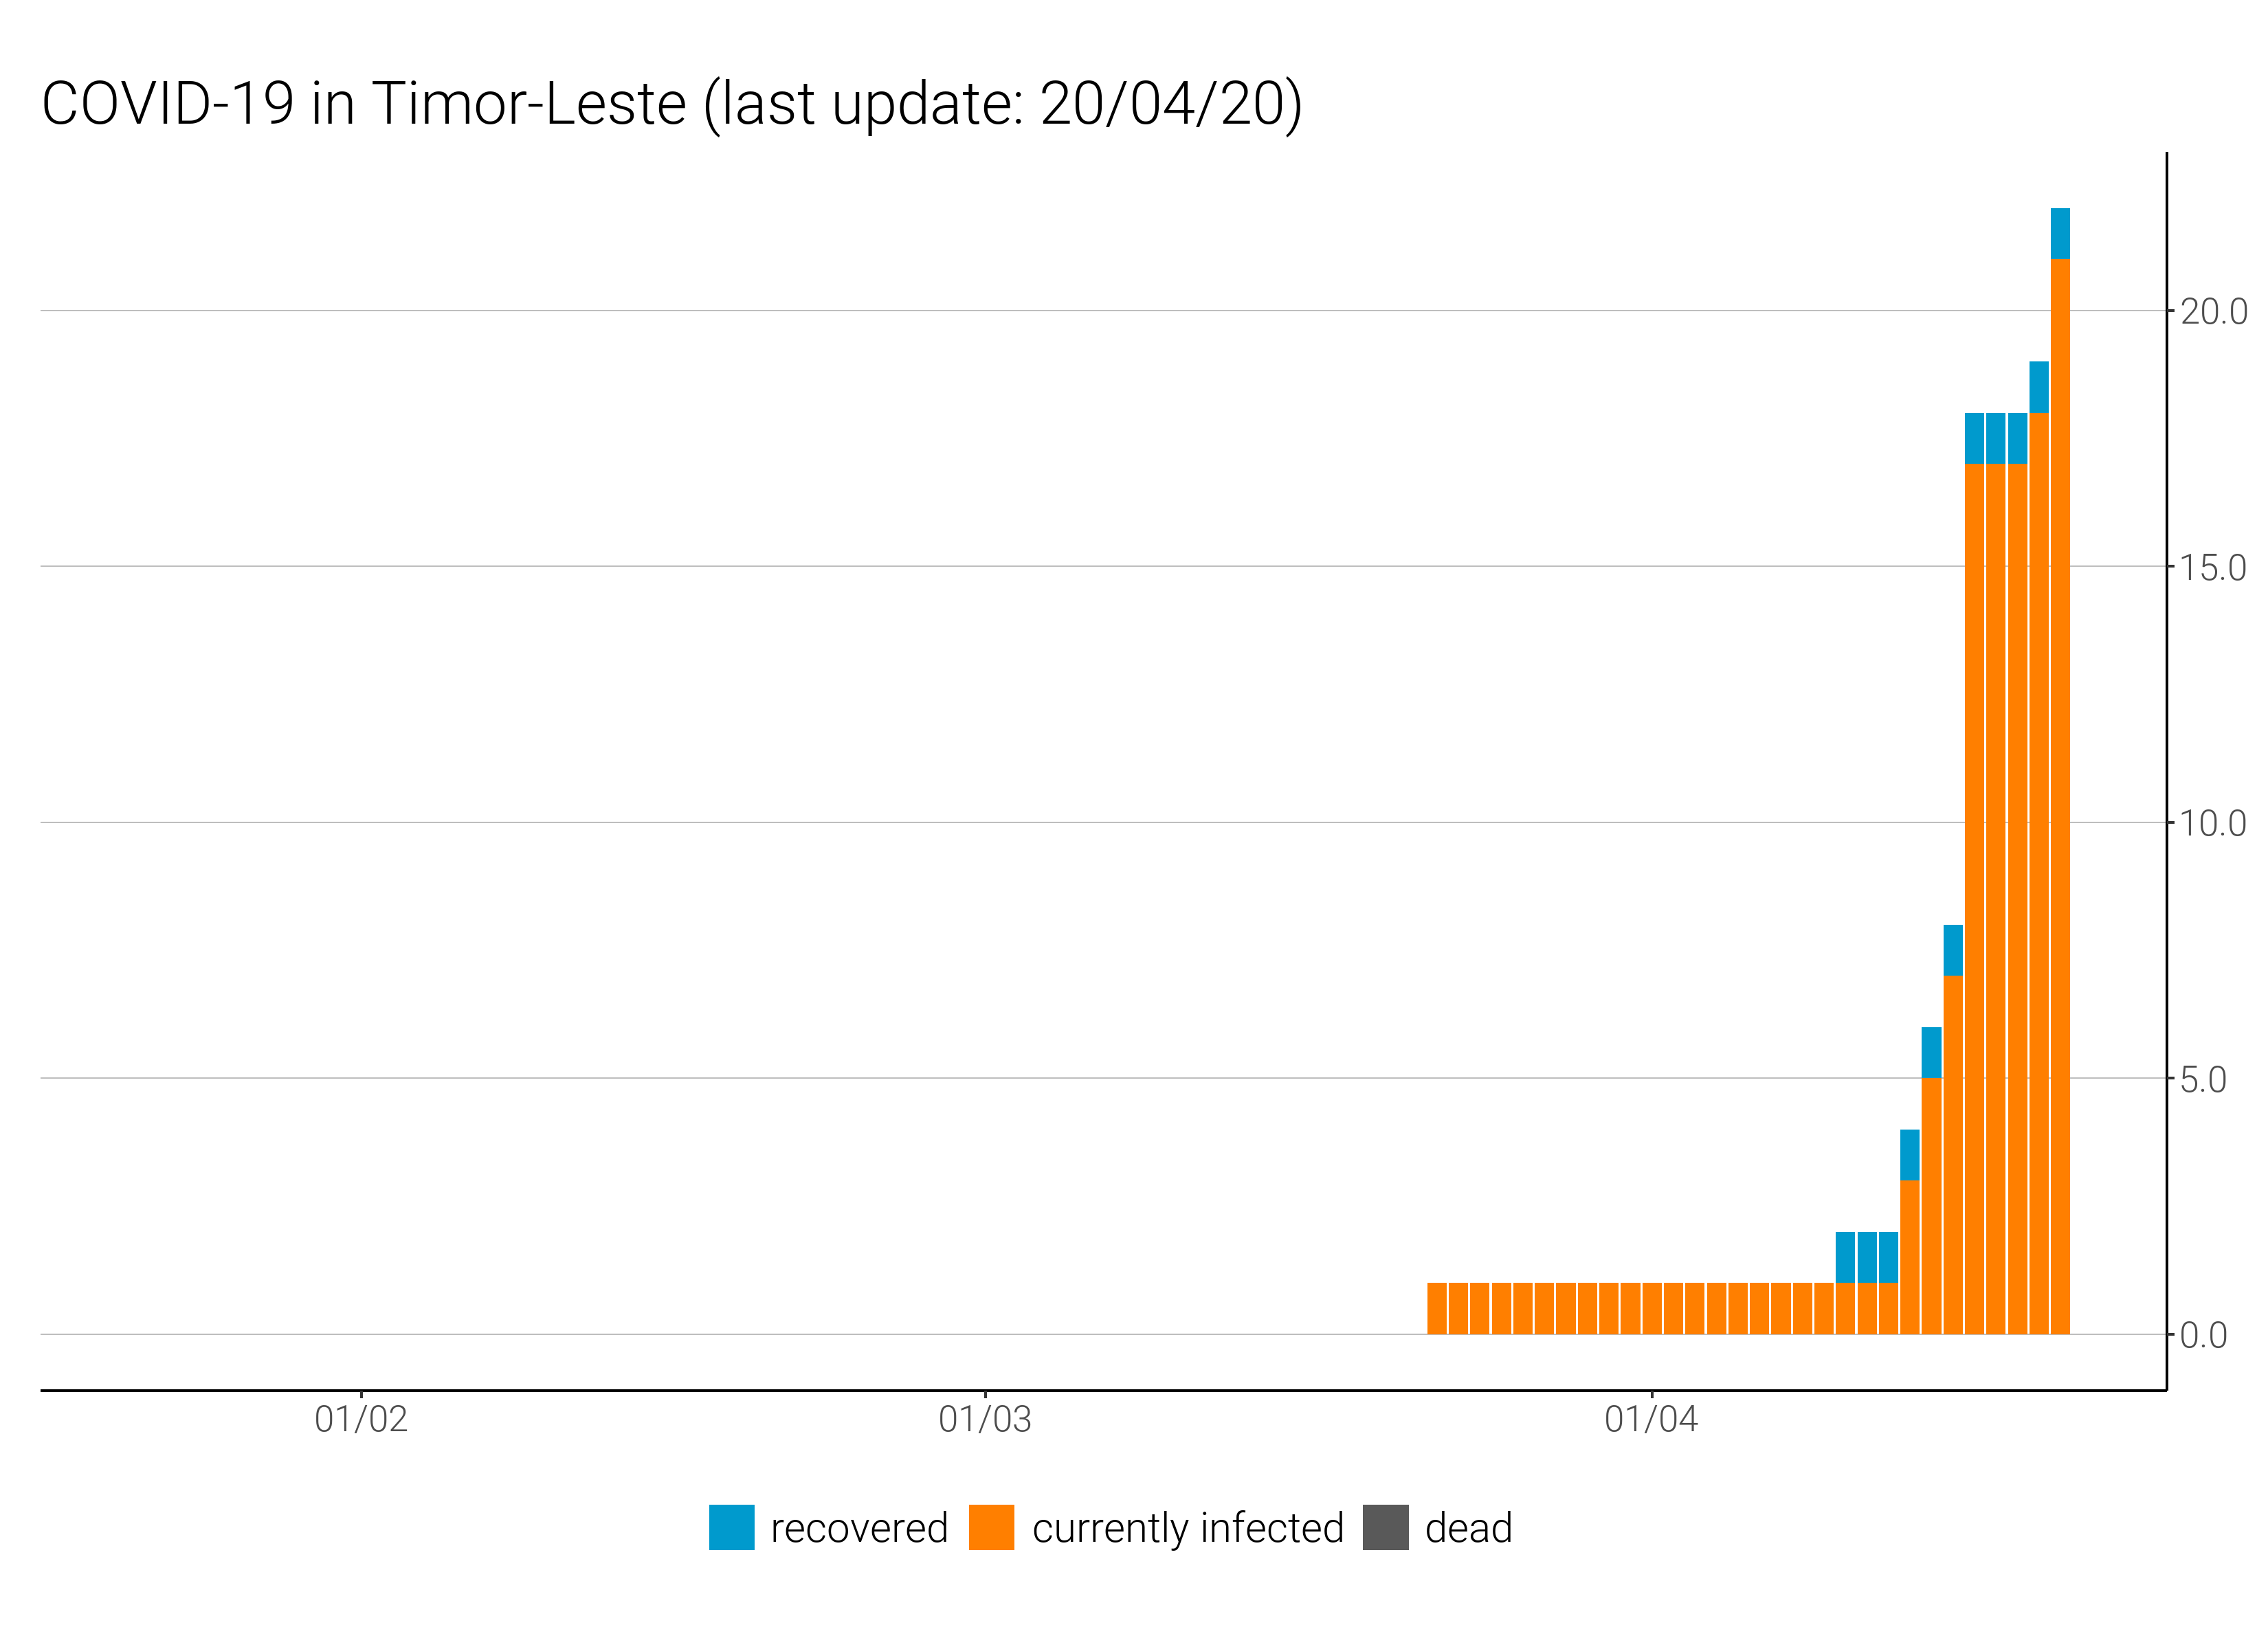 COVID-19 in Timor-Leste (last update: 20/04/20)
20.0
15.0
10.0
5.0
0.0
01/02 01/03 01/04
recovered currently infected dead